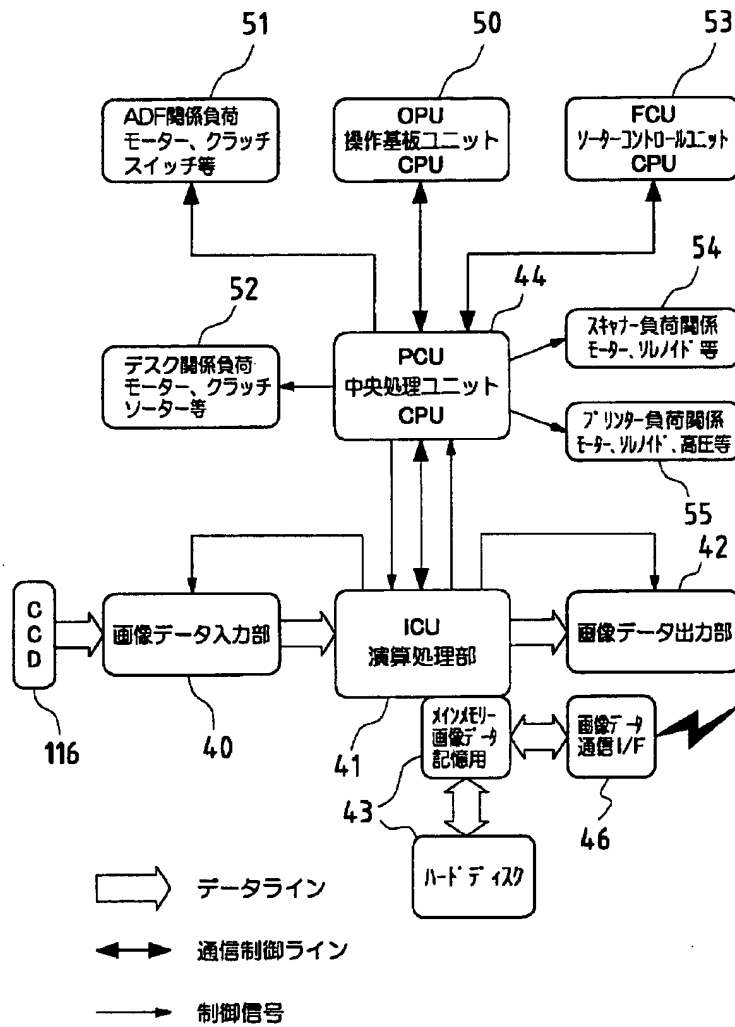 51
50
53
ADF関係負荷
モーター、クラッチ
スイッチ等
OPU
操作基板ユニット
CPU
FCU
ソーターコントロールユニット
CPU
52
44
54
デスク関係負荷
モーター、クラッチ
ソーター等
PCU
中央処理ユニット
CPU
スキャナー負荷関係
モーター、ソレノイド等
プリンター負荷関係
モーター、ソレノイド、高圧等
55
42
CCD
画像データ入力部
ICU
演算処理部
画像データ出力部
116
40
41
メインメモリー
画像データ
記憶用
画像データ
通信I/F
43
46
ハードディスク
データライン
通信制御ライン
制御信号